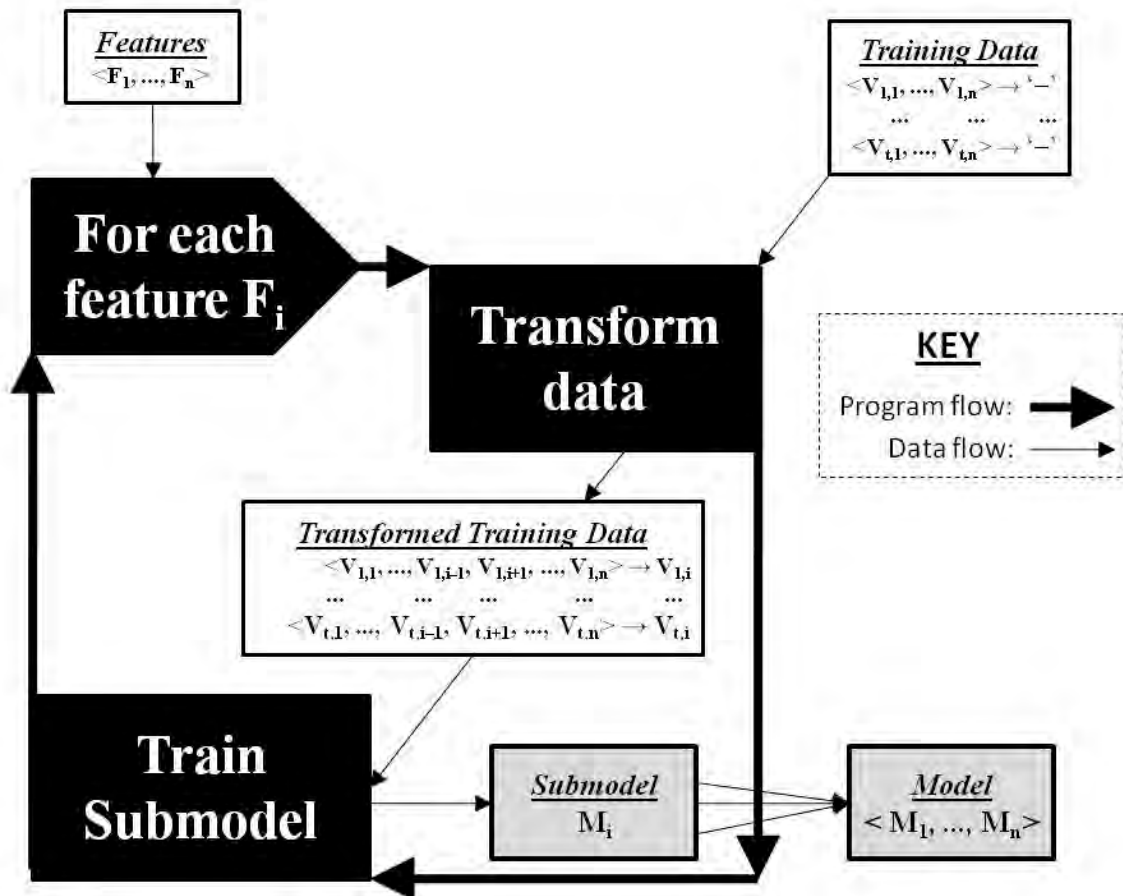 Features
<F₁, ..., Fₙ>
Training Data
<V₁,₁, ..., V₁,ₙ> → ‘–’
... ... ...
<Vₜ,₁, ..., Vₜ,ₙ> → ‘–’
For each
feature Fᵢ
Transform
data
KEY
Program flow:
Data flow:
Transformed Training Data
<V₁,₁, ..., V₁,ᵢ₋₁, V₁,ᵢ₊₁, ..., V₁,ₙ> → V₁,ᵢ
... ... ... ... ...
<Vₜ,₁, ..., Vₜ,ᵢ₋₁, Vₜ,ᵢ₊₁, ..., Vₜ,ₙ> → Vₜ,ᵢ
Train
Submodel
Submodel
Mᵢ
Model
< M₁, ..., Mₙ>